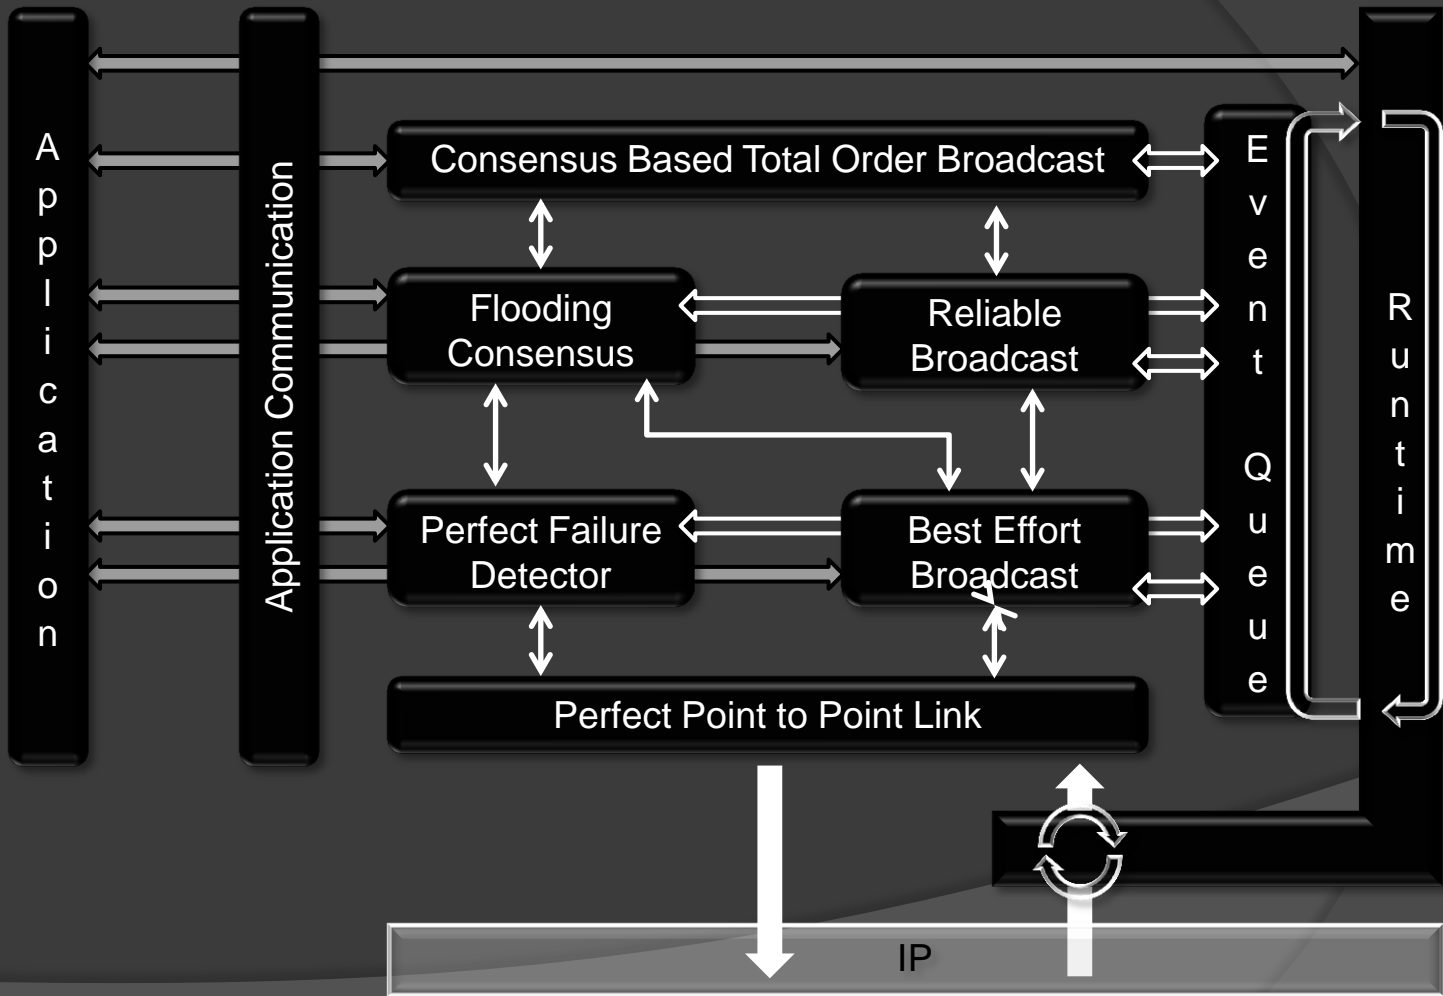 Application
Application Communication
Consensus Based Total Order Broadcast
Flooding
Consensus
Reliable
Broadcast
Perfect Failure
Detector
Best Effort
Broadcast
Perfect Point to Point Link
Event Queue
Runtime
IP